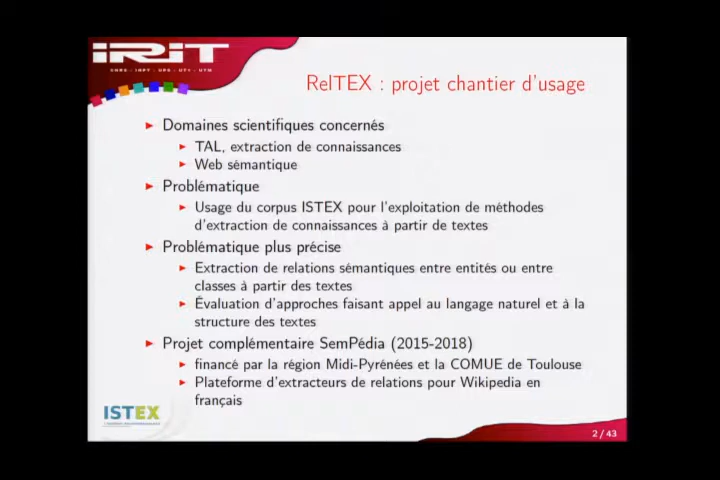 IRIT
CNRS - INPT - UPS - UT1 - UTM
RelTEX : projet chantier d'usage
Domaines scientifiques concernés
TAL, extraction de connaissances
Web sémantique
Problématique
Usage du corpus ISTEX pour l'exploitation de méthodes
d'extraction de connaissances à partir de textes
Problématique plus précise
Extraction de relations sémantiques entre entités ou entre
classes à partir des textes
Évaluation d'approches faisant appel au langage naturel et à la
structure des textes
Projet complémentaire SemPédia (2015-2018)
financé par la région Midi-Pyrénées et la COMUE de Toulouse
Plateforme d'extracteurs de relations pour Wikipedia en
français
ISTEX
2 / 43